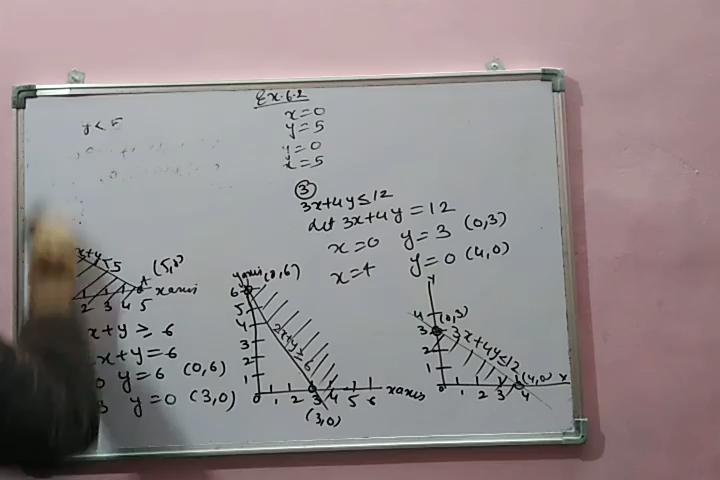 Ex.6.2
x=0
y=5
y=0
x=5
y<5
③
3x+4y≤12
Let 3x+4y=12
x=0 y=3 (0,3)
x=4 y=0 (4,0)
(5,0)
A
x axis
2 3 4 5
x+y≥6
x+y=6
y=6 (0,6)
3 y=0 (3,0)
y axis (0,6)
6
5
4
3
2
1
0 1 2 3 4 5 6 x axis
2x+y≥6
(3,0)
y
4 (0,3)
3
2
1
3x+4y≤12
(4,0) x
0 1 2 3 4